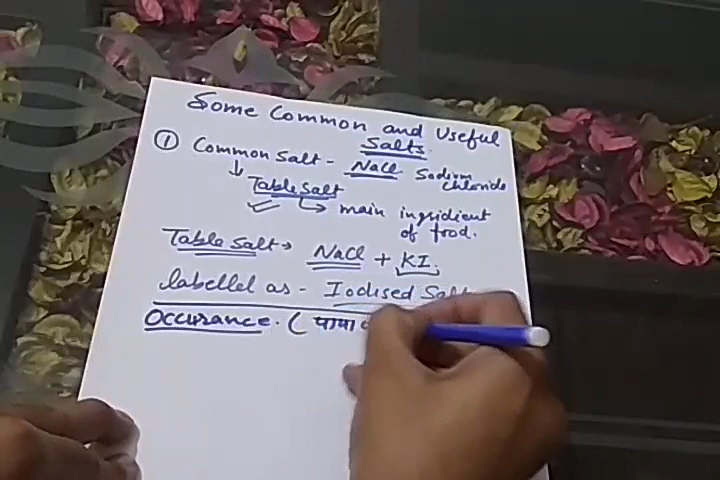 Some Common and Useful
Salts.
① Common Salt - NaCl Sodium
Chloride
↓
Table Salt
✓ ↳ main ingridient
of food.
Table Salt → NaCl + KI.
labelled as - Iodised Salt
Occurance. ( पाया